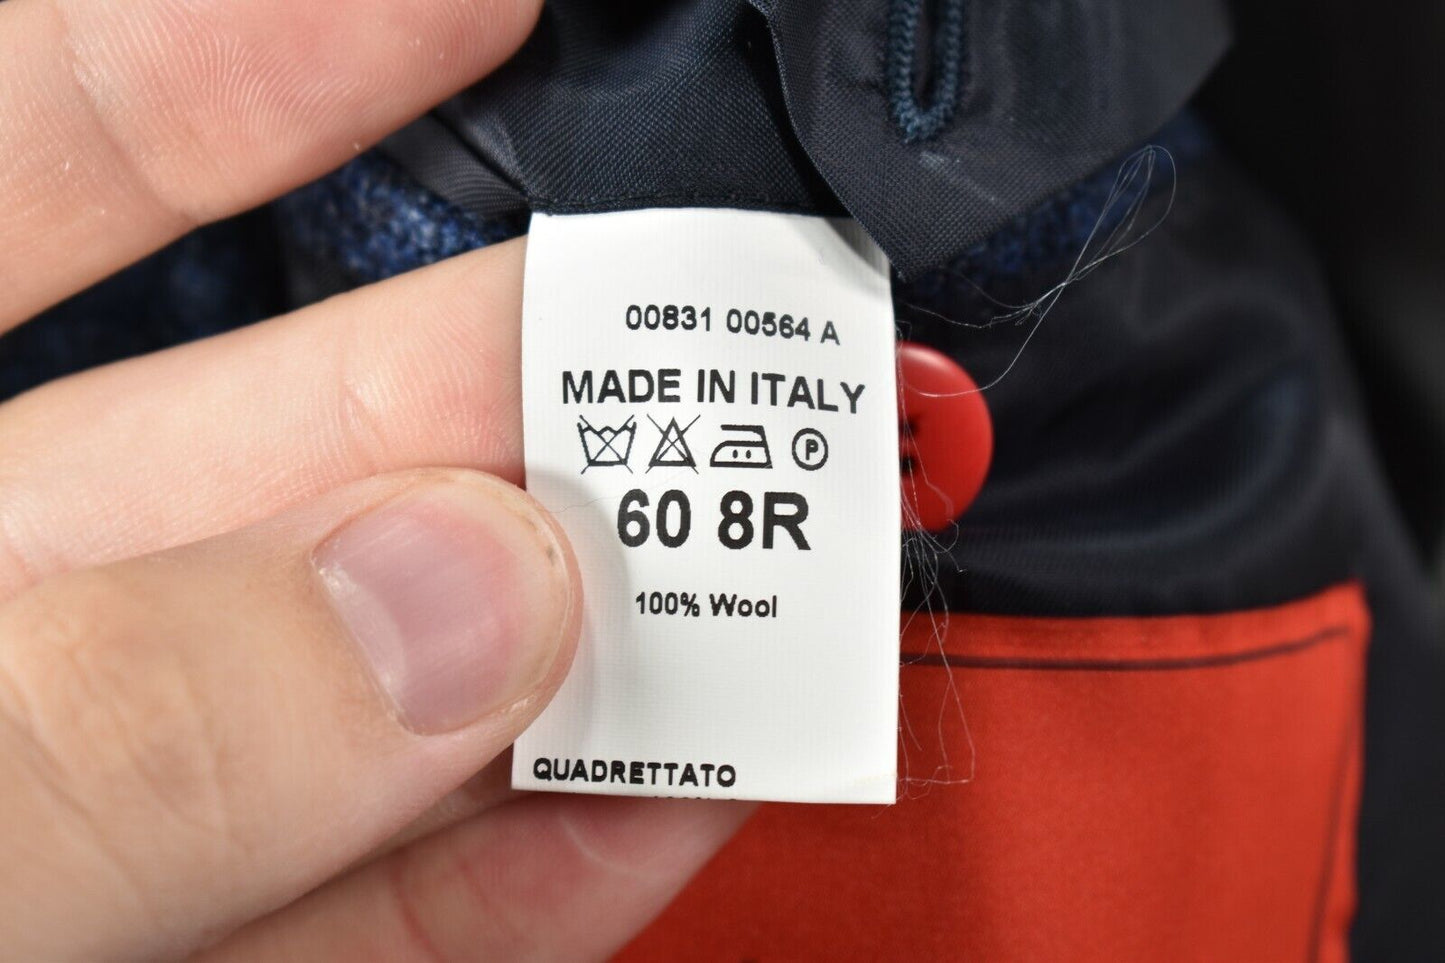 00831 00564 A
MADE IN ITALY
P
60 8R
100% Wool
QUADRETTATO